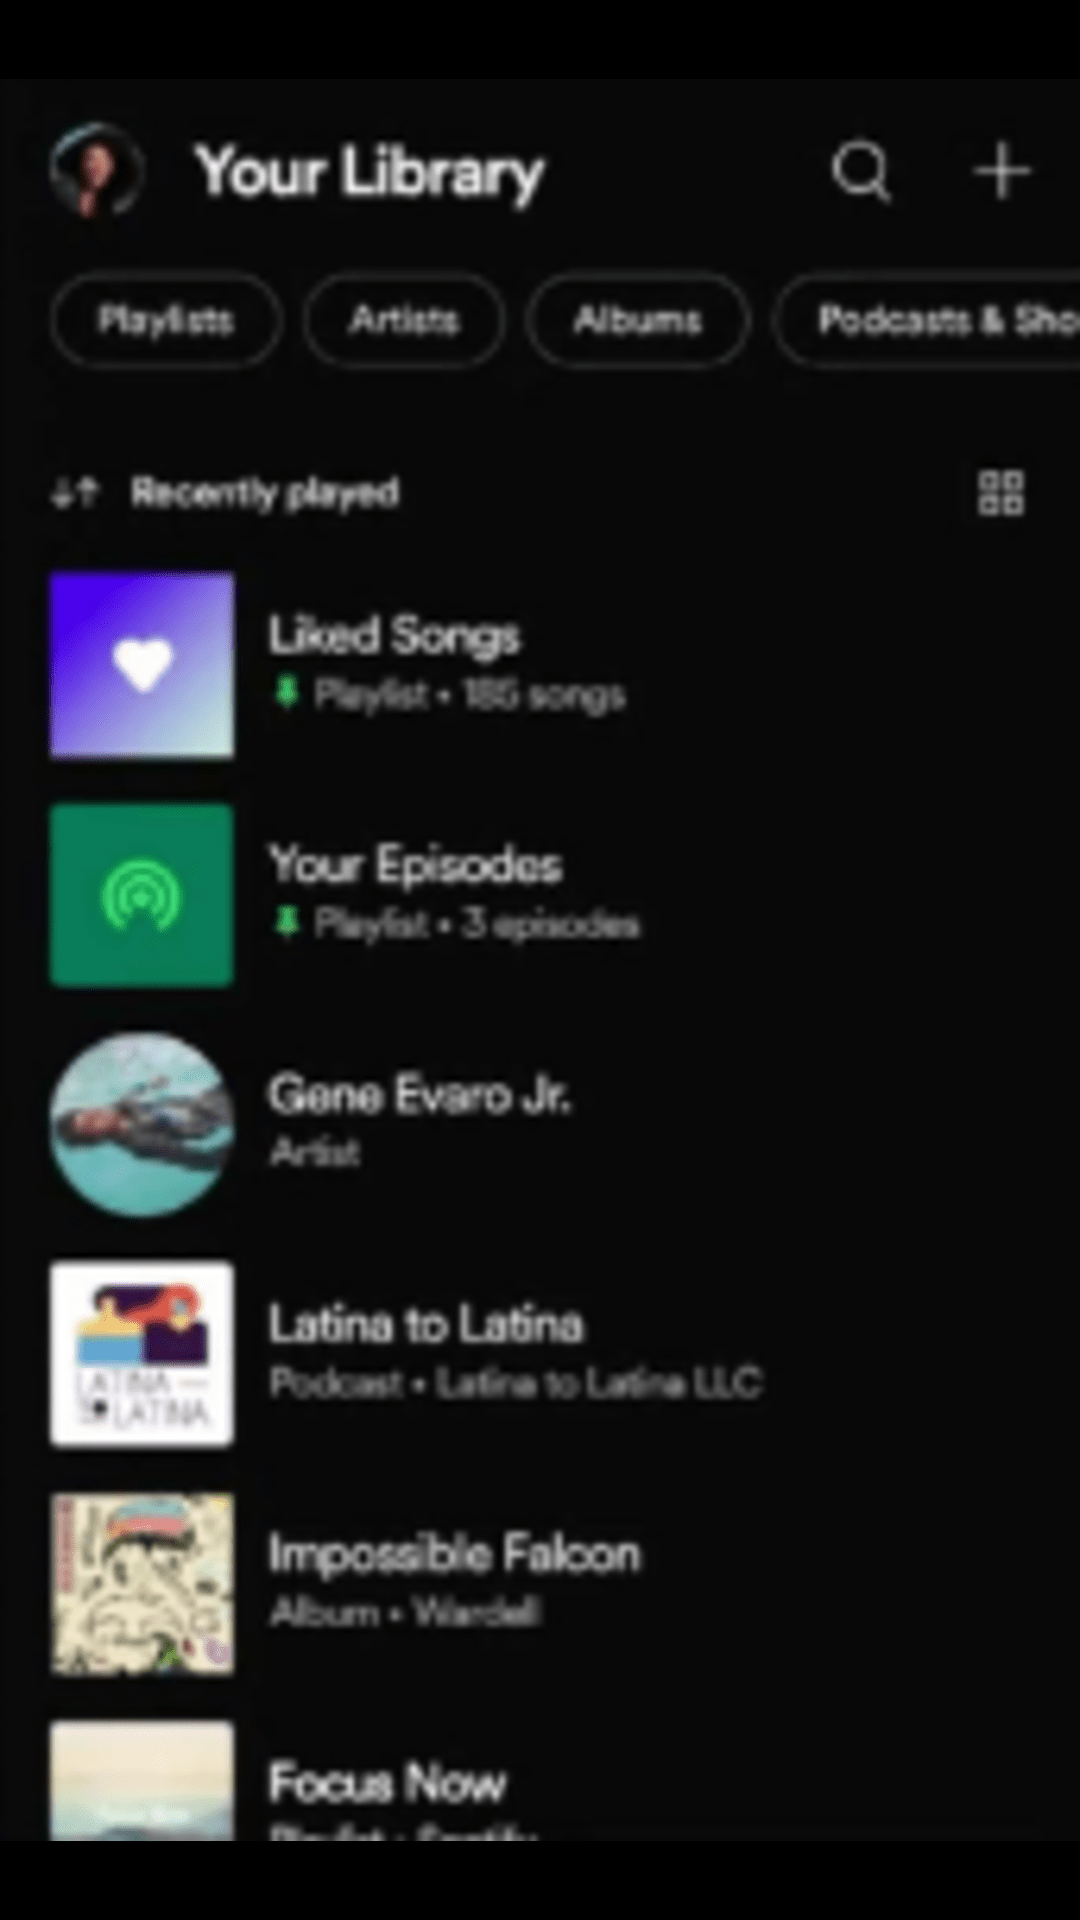 Your Library
Playlists
Artists
Albums
Podcasts & Sho
Recently played
Liked Songs
Playlist • 185 songs
Your Episodes
Playlist • 3 episodes
Gene Evaro Jr.
Artist
Latina to Latina
Podcast • Latina to Latina LLC
LATINA —
TO LATINA
Impossible Falcon
Album • Wardell
Focus Now
Playlist • Spotify